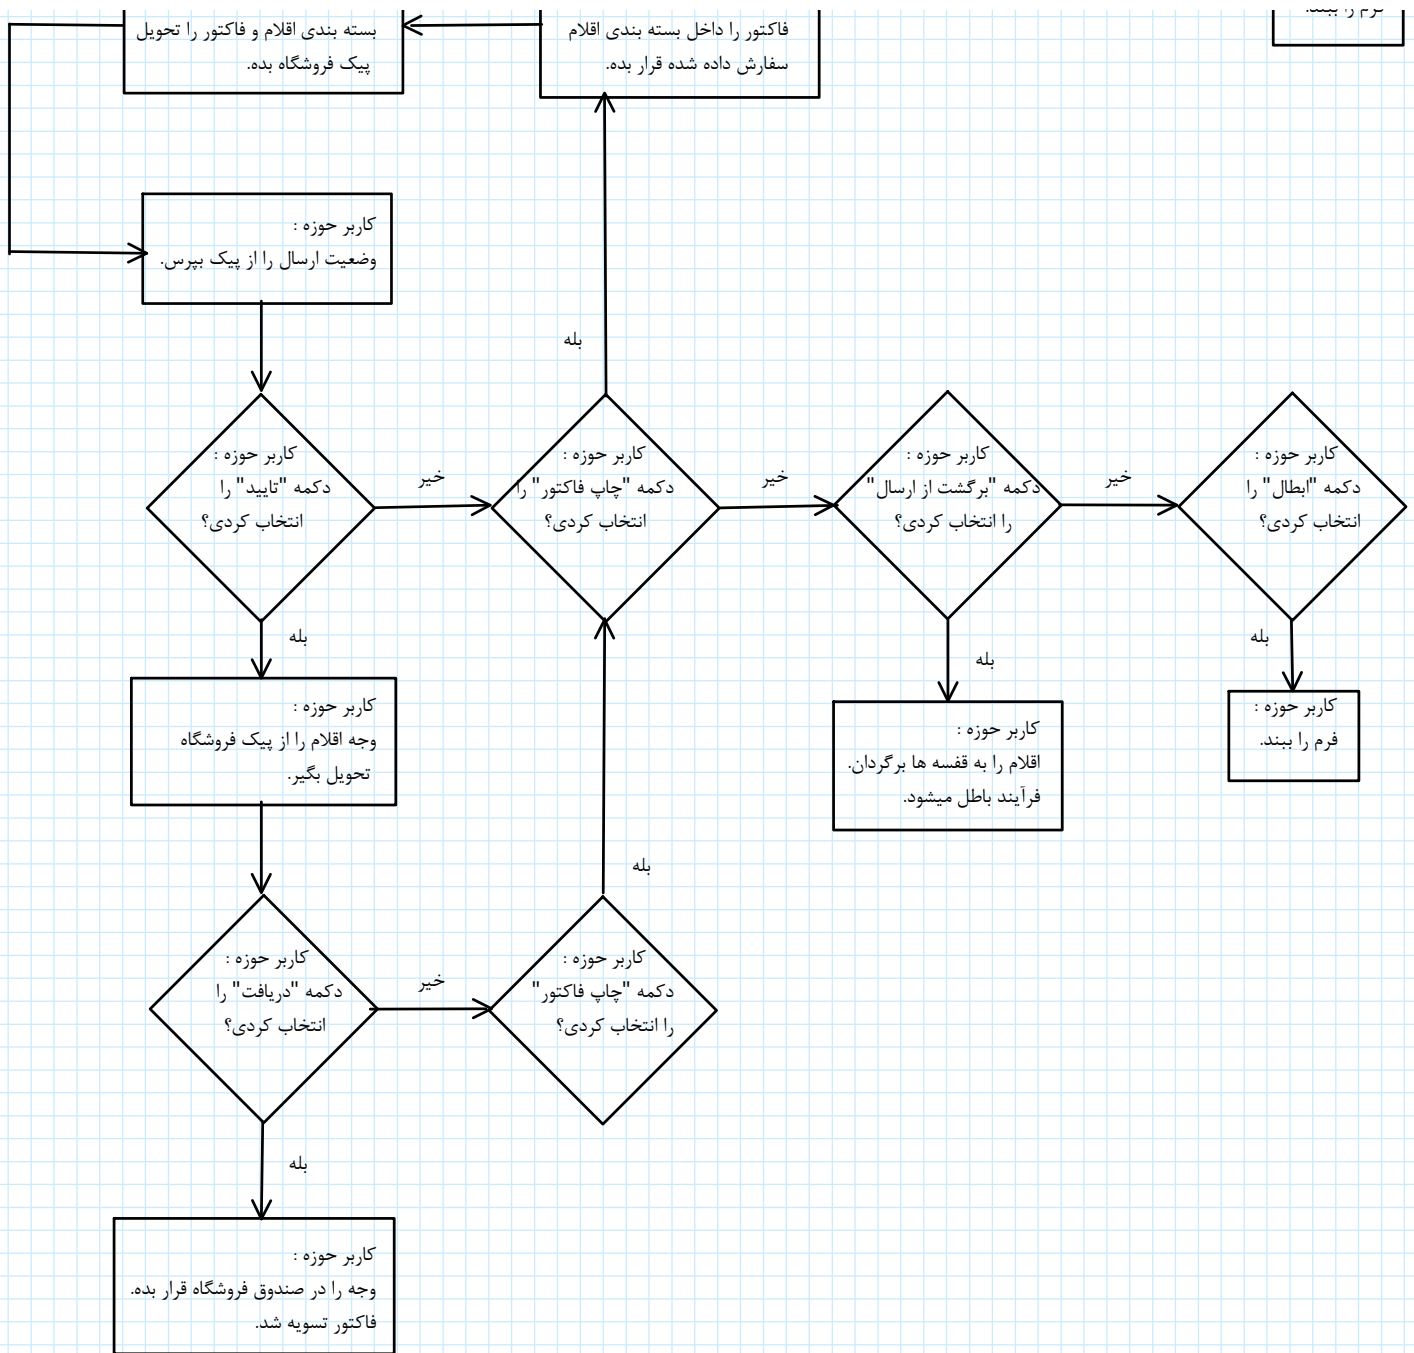 فرم را ببند.
فاکتور را داخل بسته بندی اقلام
سفارش داده شده قرار بده.
بسته بندی اقلام و فاکتور را تحویل
پیک فروشگاه بده.
کاربر حوزه :
وضعیت ارسال را از پیک بپرس.
بله
کاربر حوزه :
دکمه "تایید" را
انتخاب کردی؟
خیر
کاربر حوزه :
دکمه "چاپ فاکتور" را
انتخاب کردی؟
خیر
کاربر حوزه :
دکمه "برگشت از ارسال"
را انتخاب کردی؟
خیر
کاربر حوزه :
دکمه "ابطال" را
انتخاب کردی؟
بله
بله
بله
کاربر حوزه :
وجه اقلام را از پیک فروشگاه
تحویل بگیر.
کاربر حوزه :
اقلام را به قفسه ها برگردان.
فرآیند باطل میشود.
کاربر حوزه :
فرم را ببند.
بله
کاربر حوزه :
دکمه "دریافت" را
انتخاب کردی؟
خیر
کاربر حوزه :
دکمه "چاپ فاکتور"
را انتخاب کردی؟
بله
کاربر حوزه :
وجه را در صندوق فروشگاه قرار بده.
فاکتور تسویه شد.